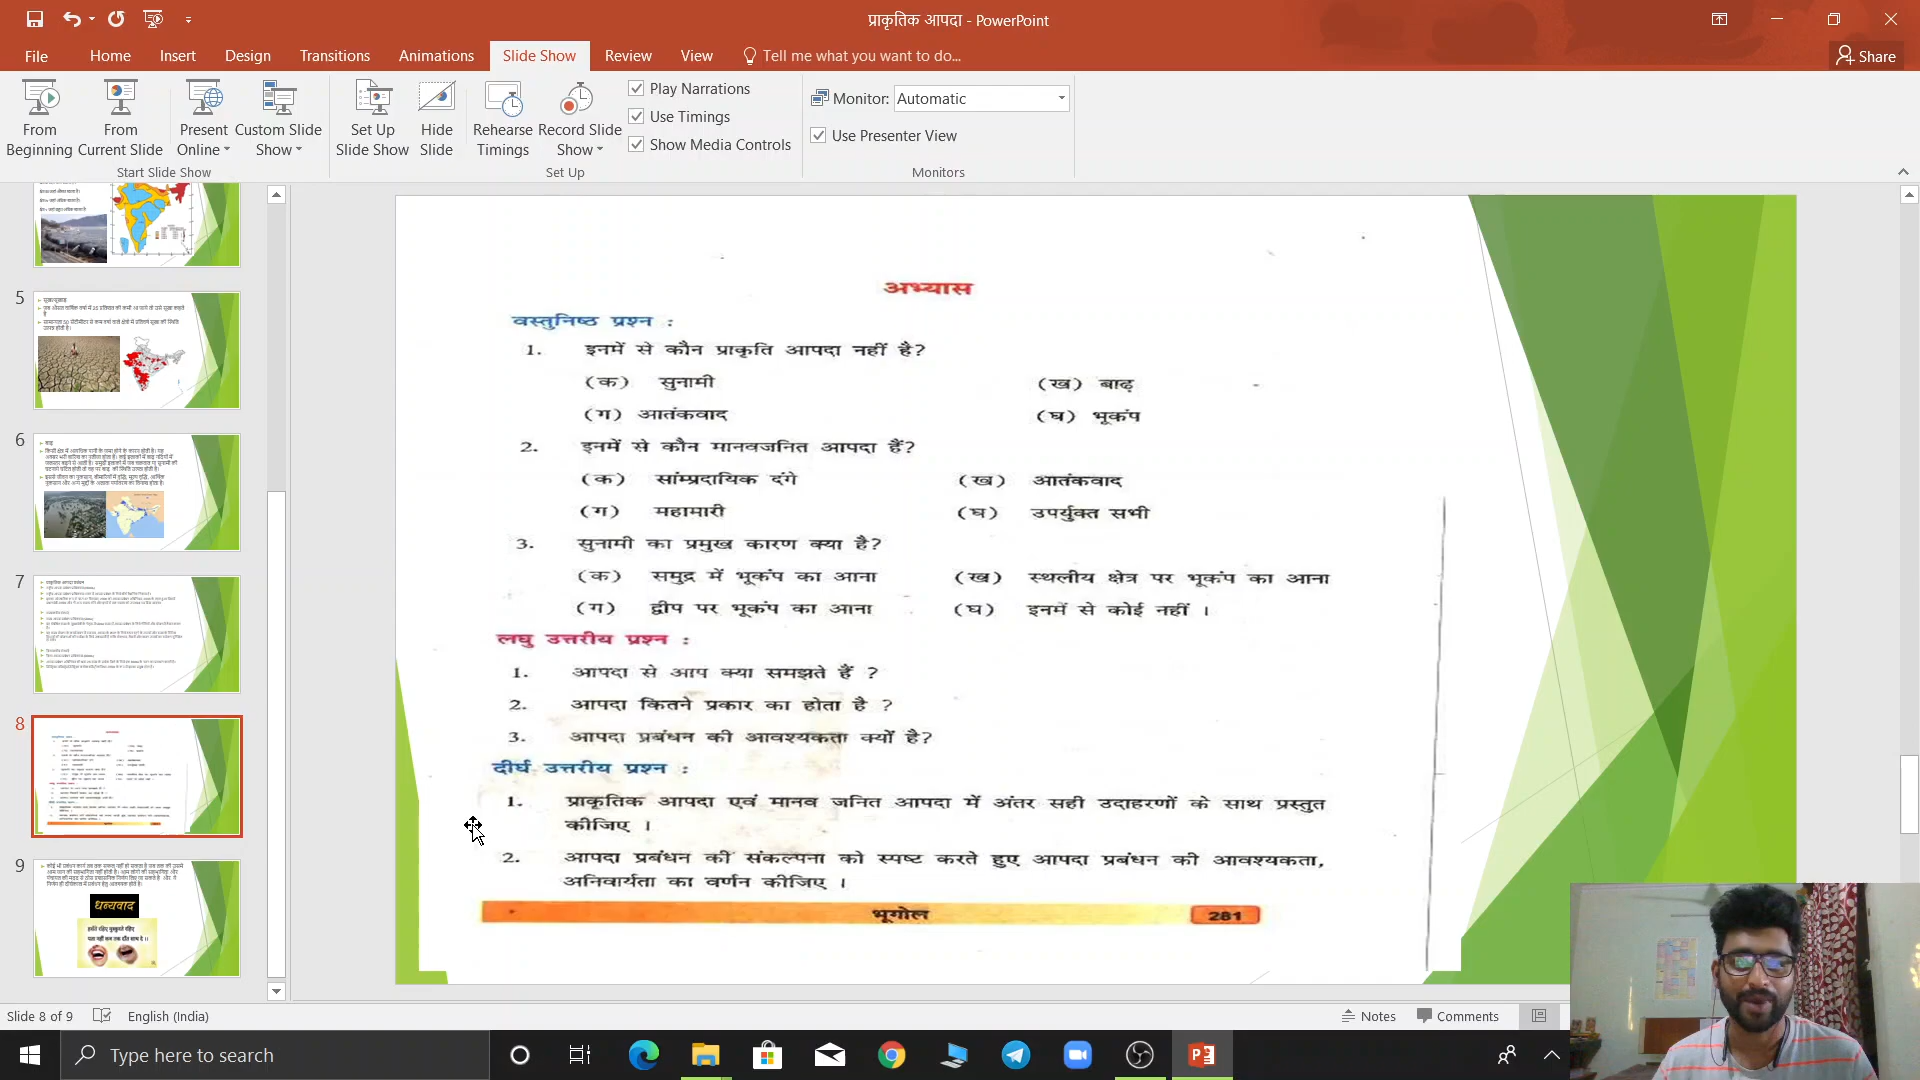 प्राकृतिक आपदा - PowerPoint
File Home Insert Design Transitions Animations Slide Show Review View Tell me what you want to do... Share
From Beginning
From Current Slide
Present Online
Custom Slide Show
Set Up Slide Show
Hide Slide
Rehearse Timings
Record Slide Show
Play Narrations
Use Timings
Show Media Controls
Monitor: Automatic
Use Presenter View
Start Slide Show
Set Up
Monitors
5
6
7
8
9
धन्यवाद
अभ्यास
वस्तुनिष्ठ प्रश्न :
1. इनमें से कौन प्राकृति आपदा नहीं है?
(क) सुनामी (ख) बाढ़
(ग) आतंकवाद (घ) भूकंप
2. इनमें से कौन मानवजनित आपदा हैं?
(क) सांम्प्रदायिक दंगे (ख) आतंकवाद
(ग) महामारी (घ) उपर्युक्त सभी
3. सुनामी का प्रमुख कारण क्या है?
(क) समुद्र में भूकंप का आना (ख) स्थलीय क्षेत्र पर भूकंप का आना
(ग) द्वीप पर भूकंप का आना (घ) इनमें से कोई नहीं ।
लघु उत्तरीय प्रश्न :
1. आपदा से आप क्या समझते हैं ?
2. आपदा कितने प्रकार का होता है ?
3. आपदा प्रबंधन की आवश्यकता क्यों है?
दीर्घ उत्तरीय प्रश्न :
1. प्राकृतिक आपदा एवं मानव जनित आपदा में अंतर सही उदाहरणों के साथ प्रस्तुत
कीजिए ।
2. आपदा प्रबंधन की संकल्पना को स्पष्ट करते हुए आपदा प्रबंधन की आवश्यकता,
अनिवार्यता का वर्णन कीजिए ।
भूगोल 281
Slide 8 of 9 English (India) Notes Comments
Type here to search